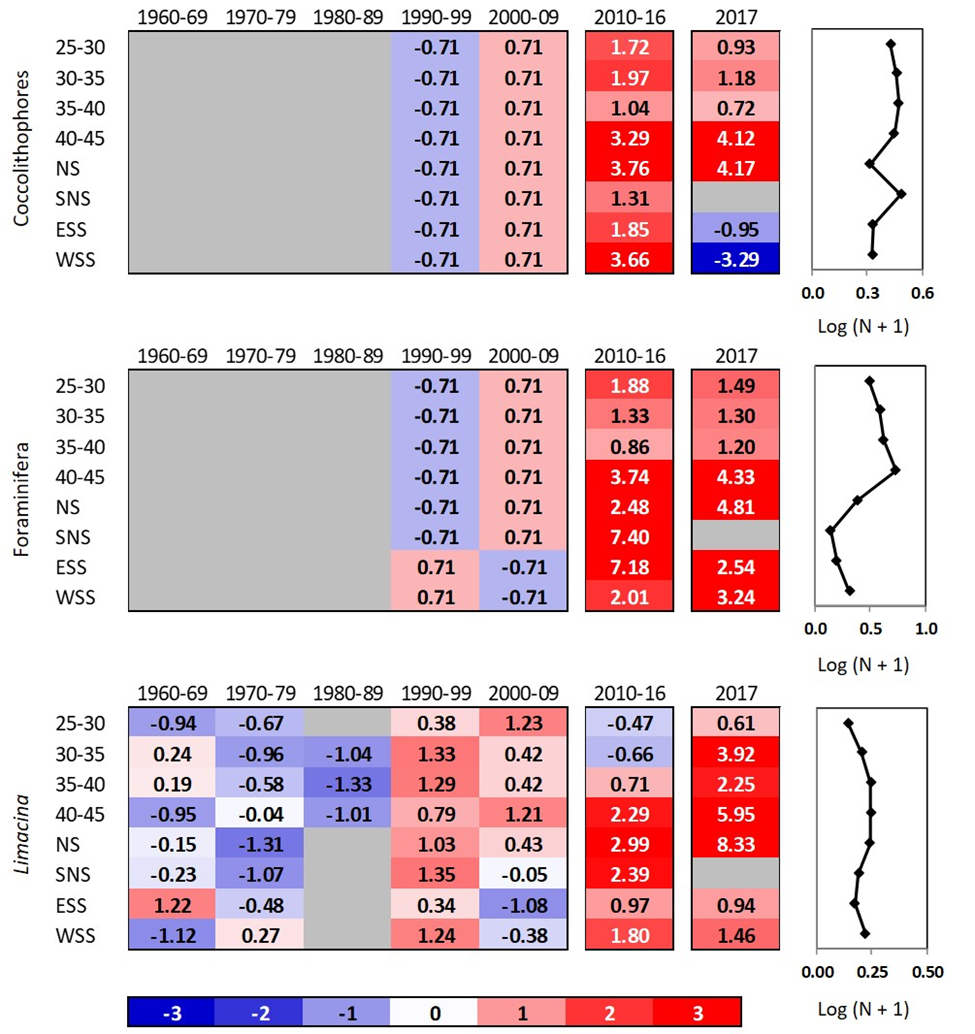 1960-69 1970-79 1980-89 1990-99 2000-09 2010-16 2017
Coccolithophores
25-30 -0.71 0.71 1.72 0.93
30-35 -0.71 0.71 1.97 1.18
35-40 -0.71 0.71 1.04 0.72
40-45 -0.71 0.71 3.29 4.12
NS -0.71 0.71 3.76 4.17
SNS -0.71 0.71 1.31
ESS -0.71 0.71 1.85 -0.95
WSS -0.71 0.71 3.66 -3.29
0.0 0.3 0.6
Log (N + 1)
1960-69 1970-79 1980-89 1990-99 2000-09 2010-16 2017
Foraminifera
25-30 -0.71 0.71 1.88 1.49
30-35 -0.71 0.71 1.33 1.30
35-40 -0.71 0.71 0.86 1.20
40-45 -0.71 0.71 3.74 4.33
NS -0.71 0.71 2.48 4.81
SNS -0.71 0.71 7.40
ESS 0.71 -0.71 7.18 2.54
WSS 0.71 -0.71 2.01 3.24
0.0 0.5 1.0
Log (N + 1)
1960-69 1970-79 1980-89 1990-99 2000-09 2010-16 2017
Limacina
25-30 -0.94 -0.67 0.38 1.23 -0.47 0.61
30-35 0.24 -0.96 -1.04 1.33 0.42 -0.66 3.92
35-40 0.19 -0.58 -1.33 1.29 0.42 0.71 2.25
40-45 -0.95 -0.04 -1.01 0.79 1.21 2.29 5.95
NS -0.15 -1.31 1.03 0.43 2.99 8.33
SNS -0.23 -1.07 1.35 -0.05 2.39
ESS 1.22 -0.48 0.34 -1.08 0.97 0.94
WSS -1.12 0.27 1.24 -0.38 1.80 1.46
0.00 0.25 0.50
Log (N + 1)
-3 -2 -1 0 1 2 3